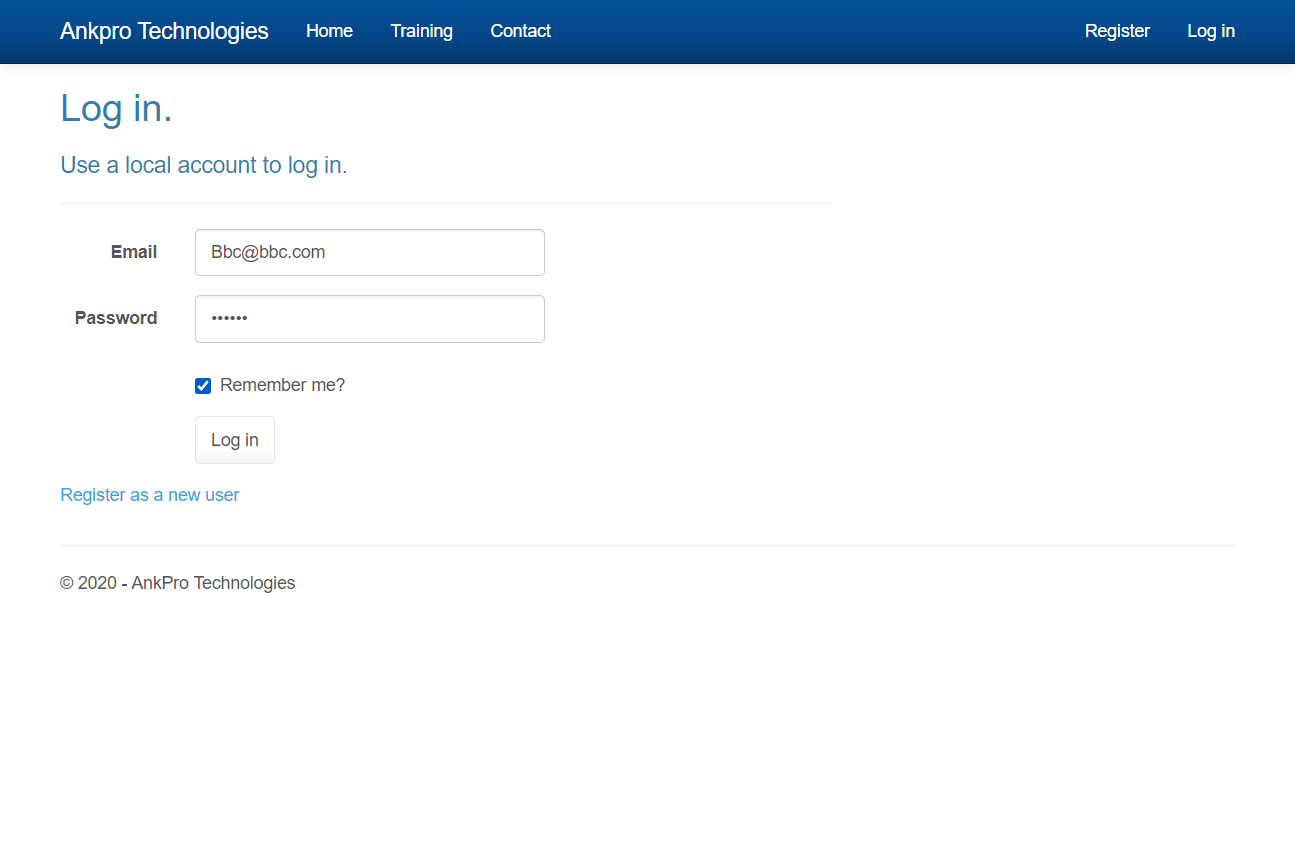 Ankpro Technologies Home Training Contact Register Log in
Log in.
Use a local account to log in.
Email Bbc@bbc.com
Password ••••••
Remember me?
Log in
Register as a new user
© 2020 - AnkPro Technologies